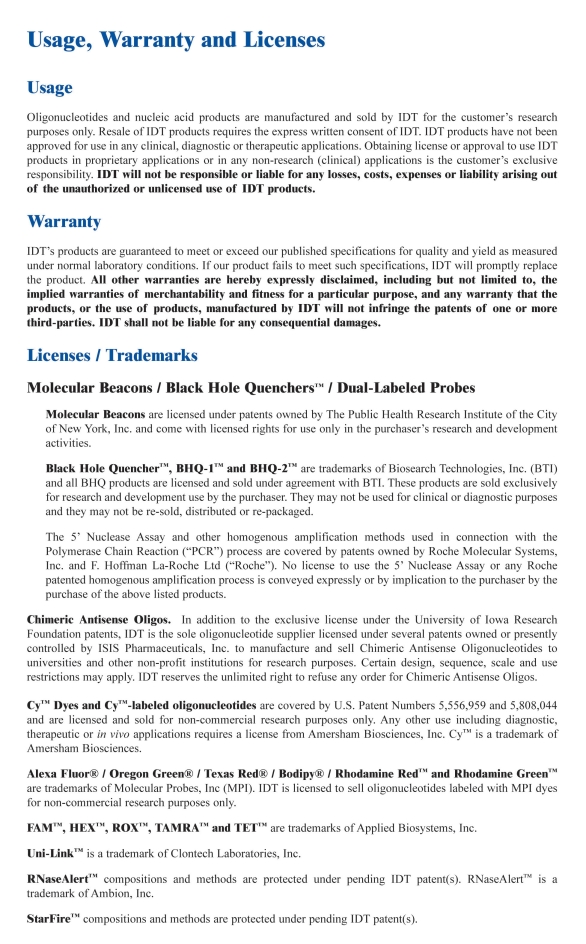 Usage, Warranty and Licenses
Usage
Oligonucleotides and nucleic acid products are manufactured and sold by IDT for the customer's research
purposes only. Resale of IDT products requires the express written consent of IDT. IDT products have not been
approved for use in any clinical, diagnostic or therapeutic applications. Obtaining license or approval to use IDT
products in proprietary applications or in any non-research (clinical) applications is the customer's exclusive
responsibility. IDT will not be responsible or liable for any losses, costs, expenses or liability arising out
of the unauthorized or unlicensed use of IDT products.
Warranty
IDT's products are guaranteed to meet or exceed our published specifications for quality and yield as measured
under normal laboratory conditions. If our product fails to meet such specifications, IDT will promptly replace
the product. All other warranties are hereby expressly disclaimed, including but not limited to, the
implied warranties of merchantability and fitness for a particular purpose, and any warranty that the
products, or the use of products, manufactured by IDT will not infringe the patents of one or more
third-parties. IDT shall not be liable for any consequential damages.
Licenses / Trademarks
Molecular Beacons / Black Hole Quenchers™ / Dual-Labeled Probes
Molecular Beacons are licensed under patents owned by The Public Health Research Institute of the City
of New York, Inc. and come with licensed rights for use only in the purchaser's research and development
activities.
Black Hole Quencher™, BHQ-1™ and BHQ-2™ are trademarks of Biosearch Technologies, Inc. (BTI)
and all BHQ products are licensed and sold under agreement with BTI. These products are sold exclusively
for research and development use by the purchaser. They may not be used for clinical or diagnostic purposes
and they may not be re-sold, distributed or re-packaged.
The 5' Nuclease Assay and other homogenous amplification methods used in connection with the
Polymerase Chain Reaction ("PCR") process are covered by patents owned by Roche Molecular Systems,
Inc. and F. Hoffman La-Roche Ltd ("Roche"). No license to use the 5' Nuclease Assay or any Roche
patented homogenous amplification process is conveyed expressly or by implication to the purchaser by the
purchase of the above listed products.
Chimeric Antisense Oligos. In addition to the exclusive license under the University of Iowa Research
Foundation patents, IDT is the sole oligonucleotide supplier licensed under several patents owned or presently
controlled by ISIS Pharmaceuticals, Inc. to manufacture and sell Chimeric Antisense Oligonucleotides to
universities and other non-profit institutions for research purposes. Certain design, sequence, scale and use
restrictions may apply. IDT reserves the unlimited right to refuse any order for Chimeric Antisense Oligos.
Cy™ Dyes and Cy™-labeled oligonucleotides are covered by U.S. Patent Numbers 5,556,959 and 5,808,044
and are licensed and sold for non-commercial research purposes only. Any other use including diagnostic,
therapeutic or in vivo applications requires a license from Amersham Biosciences, Inc. Cy™ is a trademark of
Amersham Biosciences.
Alexa Fluor® / Oregon Green® / Texas Red® / Bodipy® / Rhodamine Red™ and Rhodamine Green™
are trademarks of Molecular Probes, Inc (MPI). IDT is licensed to sell oligonucleotides labeled with MPI dyes
for non-commercial research purposes only.
FAM™, HEX™, ROX™, TAMRA™ and TET™ are trademarks of Applied Biosystems, Inc.
Uni-Link™ is a trademark of Clontech Laboratories, Inc.
RNaseAlert™ compositions and methods are protected under pending IDT patent(s). RNaseAlert™ is a
trademark of Ambion, Inc.
StarFire™ compositions and methods are protected under pending IDT patent(s).